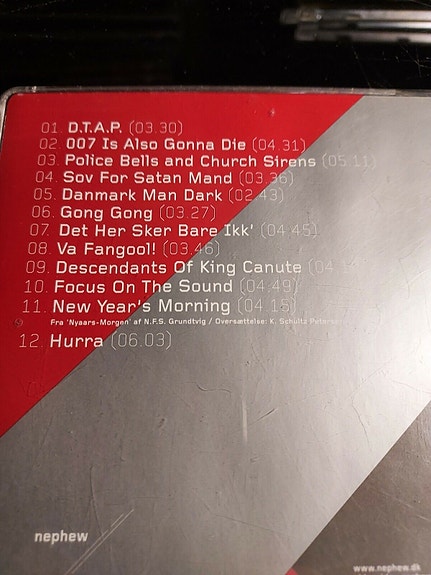 01. D.T.A.P. (03.30)
02. 007 Is Also Gonna Die (04.31)
03. Police Bells and Church Sirens (05.11)
04. Sov For Satan Mand (03.36)
05. Danmark Man Dark (02.43)
06. Gong Gong (03.27)
07. Det Her Sker Bare Ikk' (04.45)
08. Va Fangool! (03.46)
09. Descendants Of King Canute
10. Focus On The Sound (04.49)
11. New Year's Morning (04.15)
Fra 'Nyaars-Morgen' af N.F.S. Grundtvig / Oversættelse: K. Schultz Petersen
12. Hurra (06.03)
nephew
www.nephew.dk